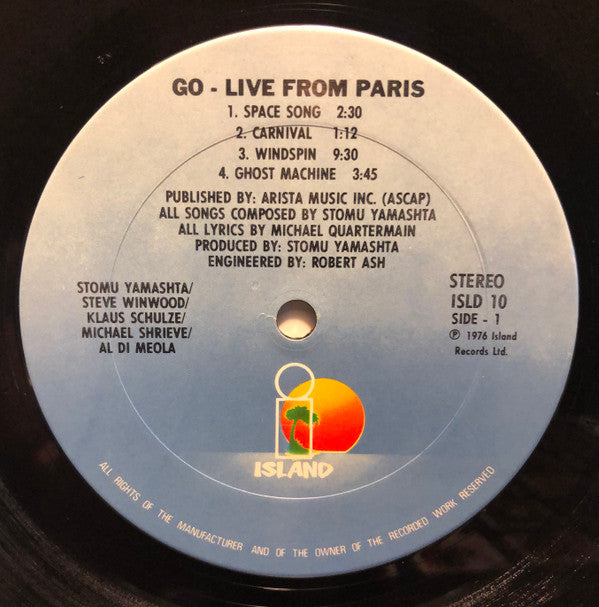 GO - LIVE FROM PARIS
1. SPACE SONG 2:30
2. CARNIVAL 1:12
3. WINDSPIN 9:30
4. GHOST MACHINE 3:45
PUBLISHED BY: ARISTA MUSIC INC. (ASCAP)
ALL SONGS COMPOSED BY STOMU YAMASHTA
ALL LYRICS BY MICHAEL QUARTERMAIN
PRODUCED BY: STOMU YAMASHTA
ENGINEERED BY: ROBERT ASH
STOMU YAMASHTA/
STEVE WINWOOD/
KLAUS SCHULZE/
MICHAEL SHRIEVE/
AL DI MEOLA
STEREO
ISLD 10
SIDE - 1
℗ 1976 Island
Records Ltd.
i
ISLAND
ALL RIGHTS OF THE MANUFACTURER AND OF THE OWNER OF THE RECORDED WORK RESERVED